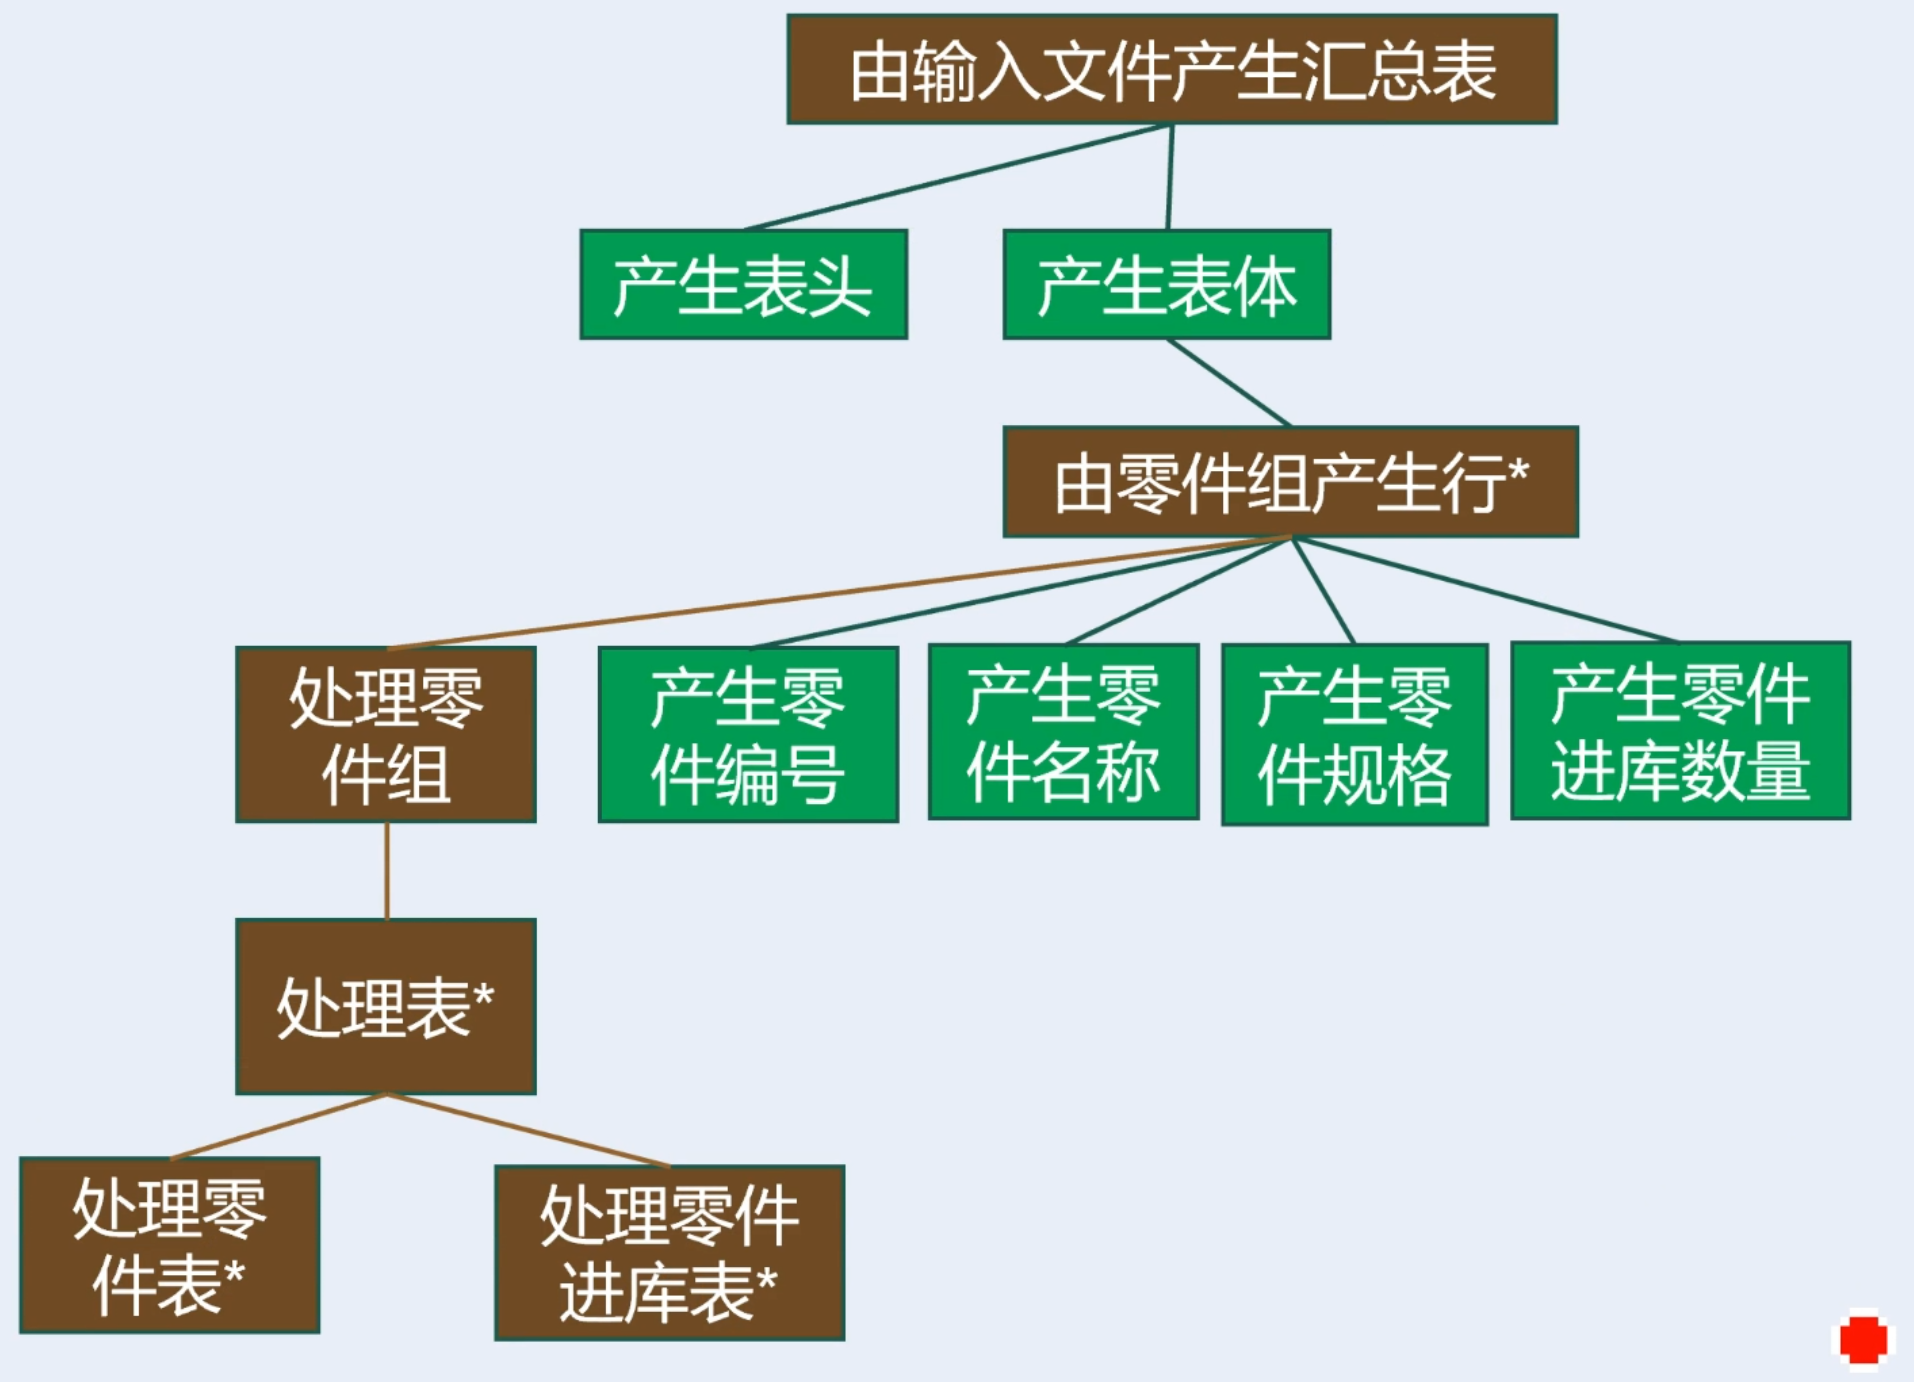 由输入文件产生汇总表
产生表头
产生表体
由零件组产生行*
处理零
件组
产生零
件编号
产生零
件名称
产生零
件规格
产生零件
进库数量
处理表*
处理零
件表*
处理零件
进库表*